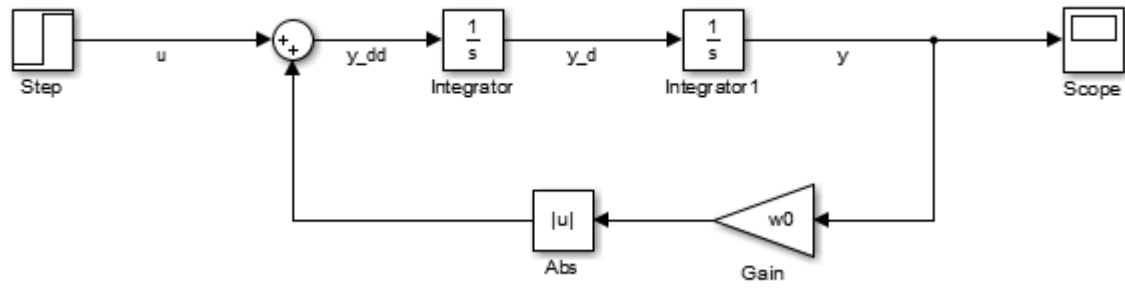 Step
u
+
+
y_dd
1
s
Integrator
y_d
1
s
Integrator1
y
Scope
|u|
Abs
w0
Gain